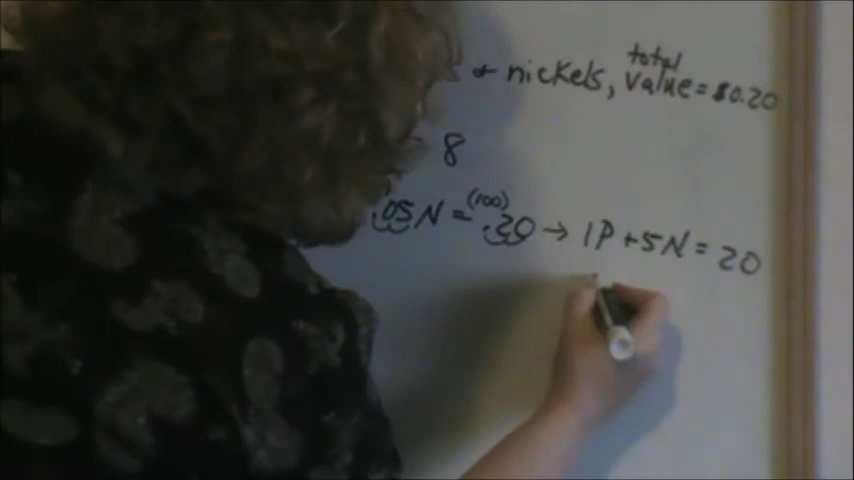 total
+ nickels, value = $0.20
8
(100)
.05N = .20 → 1P + 5N = 20